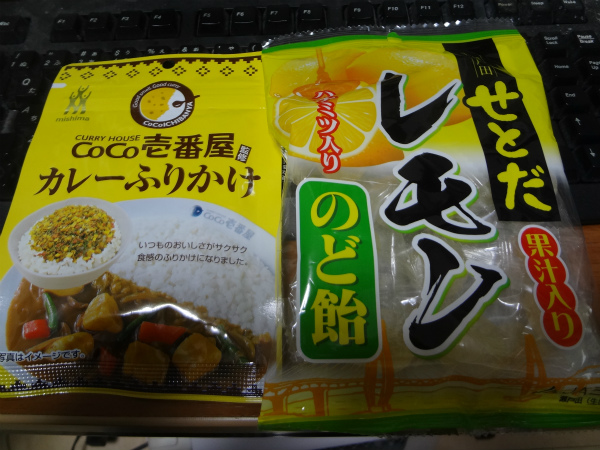 mishima
Good smell, Good curry
CoCoICHIBANYA
CURRY HOUSE
CoCo壱番屋
監修
カレーふりかけ
CoCo壱番屋
いつものおいしさがサクサク
食感のふりかけになりました。
写真はイメージです。
せとだ
レモン
ハミツ入り
のど飴
果汁入り